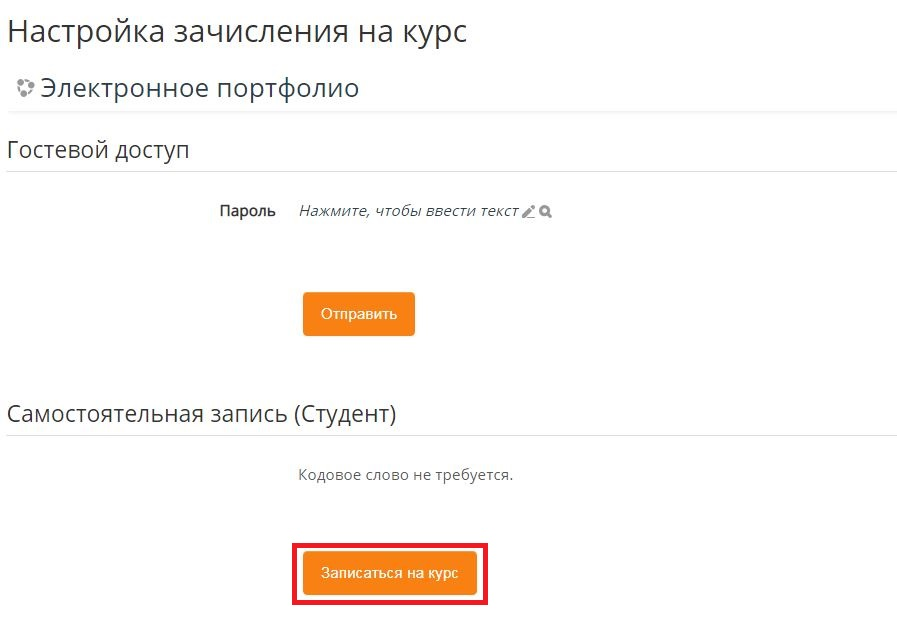 Настройка зачисления на курс
Электронное портфолио
Гостевой доступ
Пароль Нажмите, чтобы ввести текст
Отправить
Самостоятельная запись (Студент)
Кодовое слово не требуется.
Записаться на курс